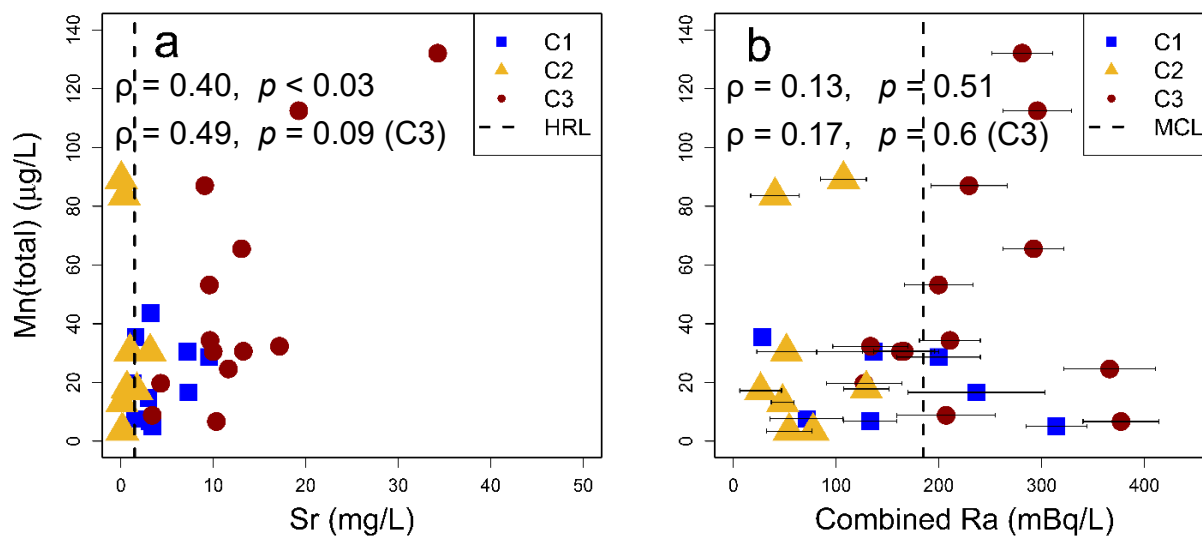 a
C1
C2
C3
HRL
ρ = 0.40, p < 0.03
ρ = 0.49, p = 0.09 (C3)
140
120
100
80
60
40
20
0
Mn(total) (μg/L)
0 10 20 30 40 50
Sr (mg/L)
b
C1
C2
C3
MCL
ρ = 0.13, p = 0.51
ρ = 0.17, p = 0.6 (C3)
140
120
100
80
60
40
20
0
0 100 200 300 400
Combined Ra (mBq/L)